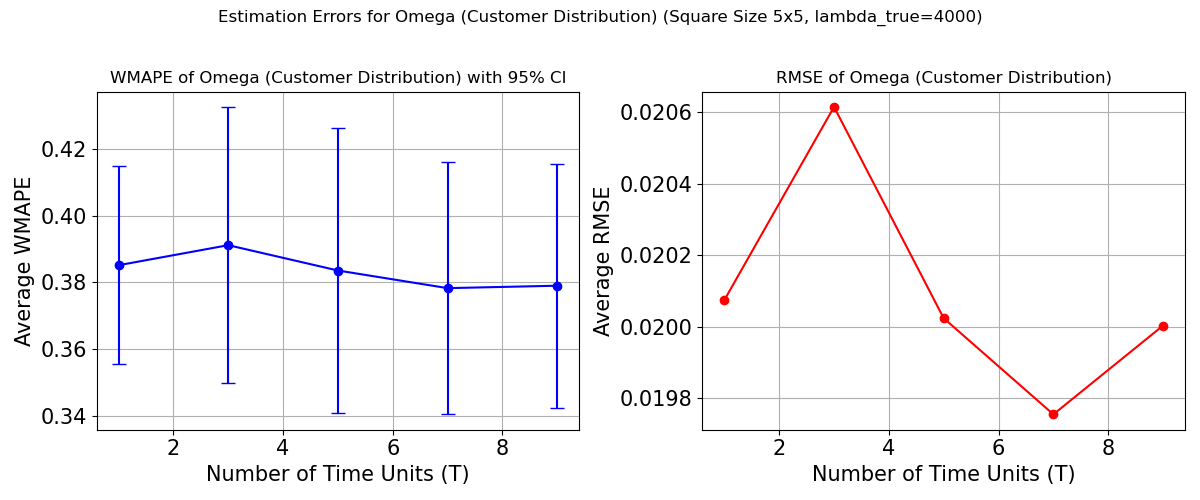 Estimation Errors for Omega (Customer Distribution) (Square Size 5x5, lambda_true=4000)
WMAPE of Omega (Customer Distribution) with 95% CI
Average WMAPE
0.42
0.40
0.38
0.36
0.34
2 4 6 8
Number of Time Units (T)
RMSE of Omega (Customer Distribution)
Average RMSE
0.0206
0.0204
0.0202
0.0200
0.0198
2 4 6 8
Number of Time Units (T)